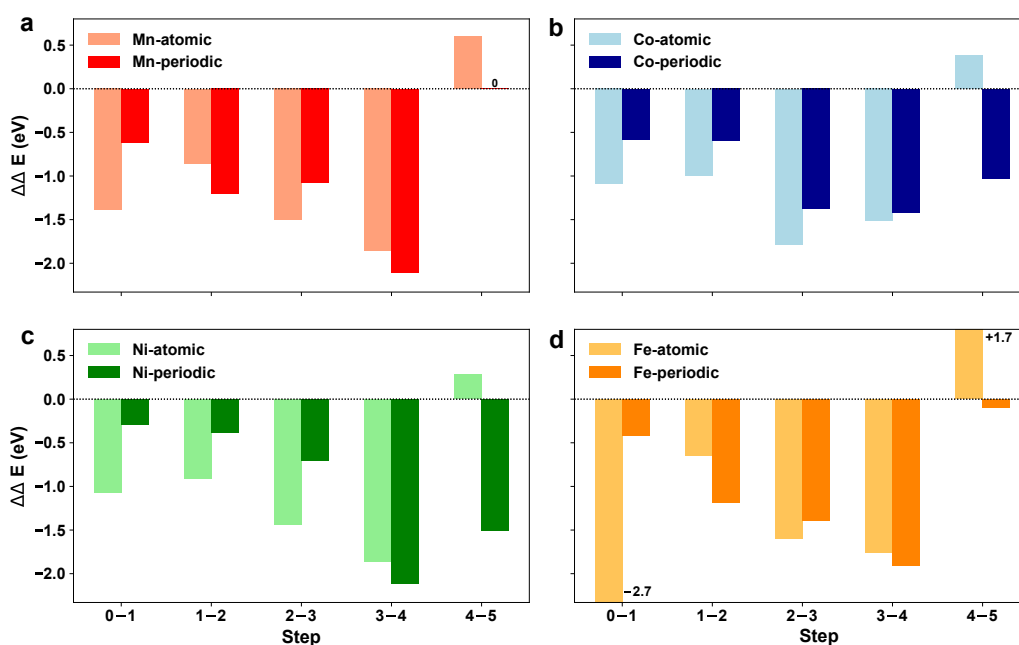 a
Mn-atomic
Mn-periodic
0.5
0.0
−0.5
−1.0
−1.5
−2.0
ΔΔ E (eV)
0
b
Co-atomic
Co-periodic
c
Ni-atomic
Ni-periodic
0.5
0.0
−0.5
−1.0
−1.5
−2.0
ΔΔ E (eV)
0−1
1−2
2−3
3−4
4−5
Step
d
Fe-atomic
Fe-periodic
+1.7
−2.7
0−1
1−2
2−3
3−4
4−5
Step